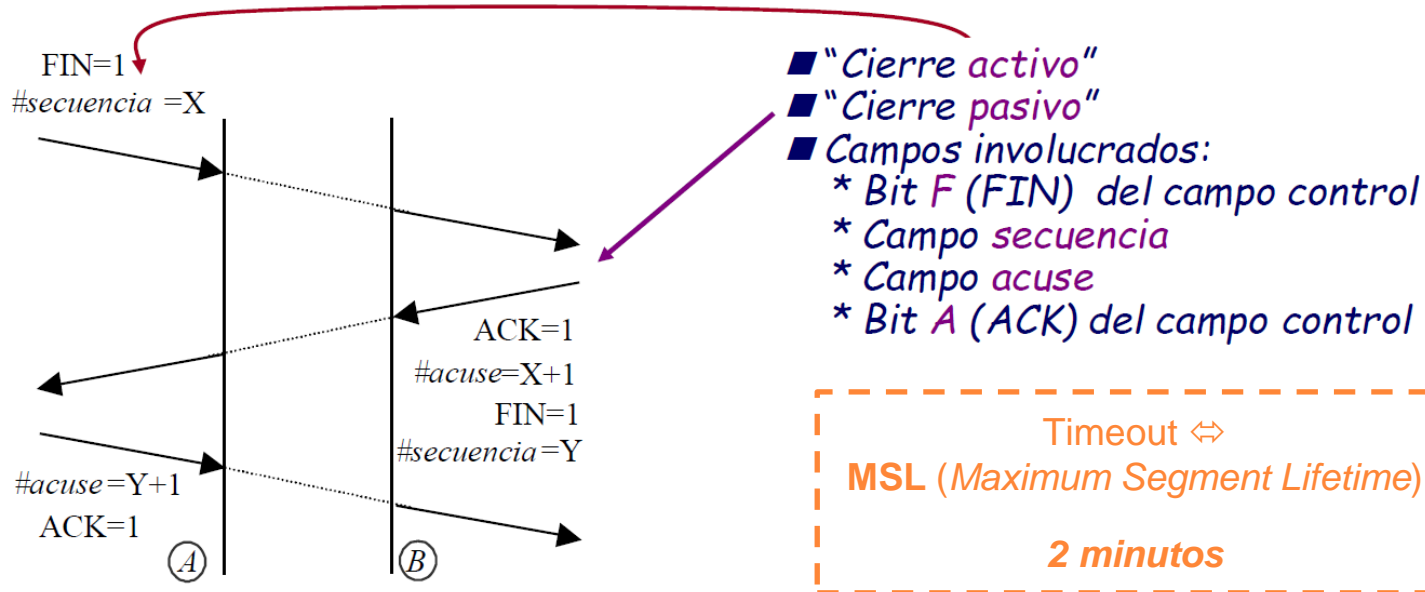 FIN=1
#secuencia =X
ACK=1
#acuse=X+1
FIN=1
#secuencia=Y
#acuse=Y+1
ACK=1
A
B
■ “Cierre activo”
■ “Cierre pasivo”
■ Campos involucrados:
* Bit F (FIN) del campo control
* Campo secuencia
* Campo acuse
* Bit A (ACK) del campo control
Timeout ⇔
MSL (Maximum Segment Lifetime)
2 minutos